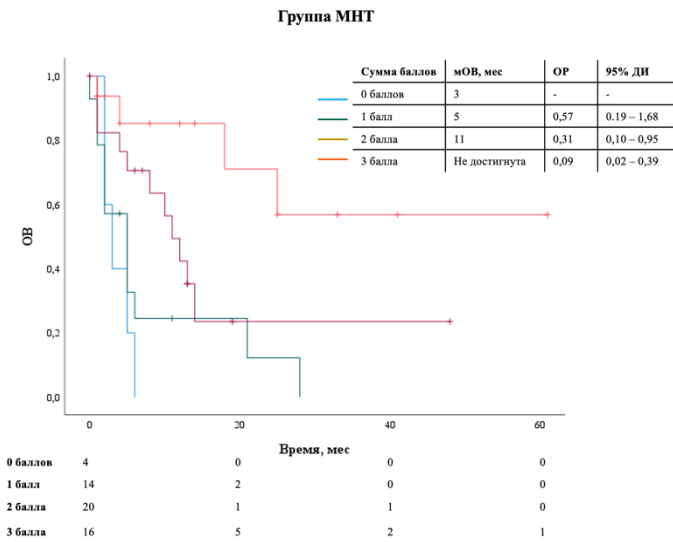 Группа МНТ
Сумма баллов мОВ, мес ОР 95% ДИ
0 баллов 3 - -
1 балл 5 0,57 0.19 – 1,68
2 балла 11 0,31 0,10 – 0,95
3 балла Не достигнута 0,09 0,02 – 0,39
1,0
0,8
0,6
0,4
0,2
0,0
ОВ
0 20 40 60
Время, мес
0 баллов 4 0 0 0
1 балл 14 2 0 0
2 балла 20 1 1 0
3 балла 16 5 2 1